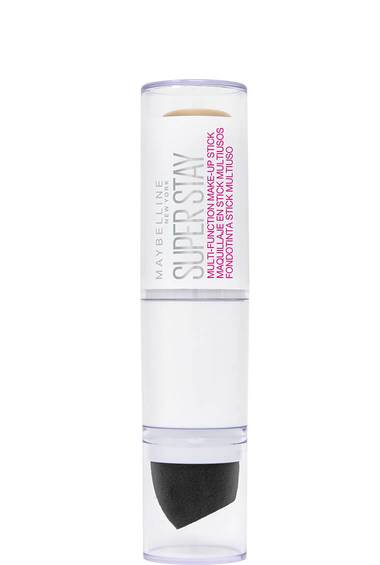 MAYBELLINE
NEW YORK
SUPER STAY
MULTI-FUNCTION MAKE-UP STICK
MAQUILLAJE EN STICK MULTIUSOS
FONDOTINTA STICK MULTIUSO